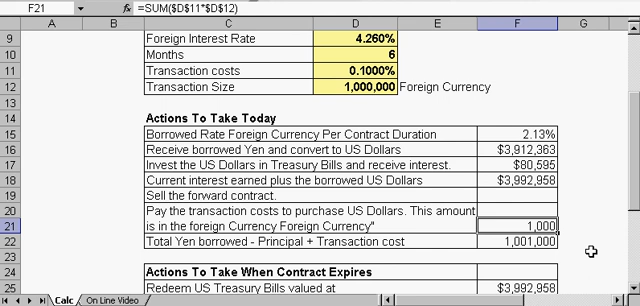 F21 fx =SUM($D$11*$D$12)
A B C D E F G
9 Foreign Interest Rate 4.260%
10 Months 6
11 Transaction costs 0.1000%
12 Transaction Size 1,000,000 Foreign Currency
13
14 Actions To Take Today
15 Borrowed Rate Foreign Currency Per Contract Duration 2.13%
16 Receive borrowed Yen and convert to US Dollars $3,912,363
17 Invest the US Dollars in Treasury Bills and receive interest. $80,595
18 Current interest earned plus the borrowed US Dollars $3,992,958
19 Sell the forward contract.
20 Pay the transaction costs to purchase US Dollars. This amount
21 is in the foreign Currency Foreign Currency" 1,000
22 Total Yen borrowed - Principal + Transaction cost 1,001,000
23
24 Actions To Take When Contract Expires
25 Redeem US Treasury Bills valued at $3,992,958
Calc On Line Video